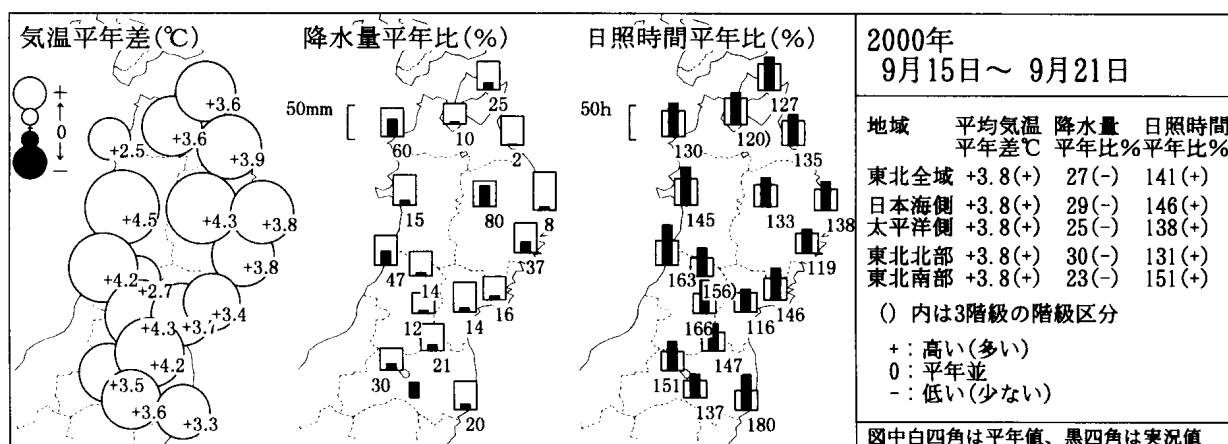 気温平年差(℃)
+
0
-
+3.6
+3.6
+2.5
+3.9
+4.5
+4.3
+3.8
+3.8
+4.2
+2.7
+3.4
+4.3
+3.7
+4.2
+3.5
+3.6
+3.3
降水量平年比(%)
50mm
25
10
60
2
15
80
8
47
37
14
16
12
14
21
30
20
日照時間平年比(%)
50h
127
120)
130
135
145
133
138
163
119
156)
146
166
116
147
151
137
180
2000年
9月15日～ 9月21日
地域 平均気温 降水量 日照時間
平年差℃ 平年比% 平年比%
東北全域 +3.8(+) 27(-) 141(+)
日本海側 +3.8(+) 29(-) 146(+)
太平洋側 +3.8(+) 25(-) 138(+)
東北北部 +3.8(+) 30(-) 131(+)
東北南部 +3.8(+) 23(-) 151(+)
() 内は3階級の階級区分
+ : 高い(多い)
0 : 平年並
- : 低い(少ない)
図中白四角は平年値、黒四角は実況値